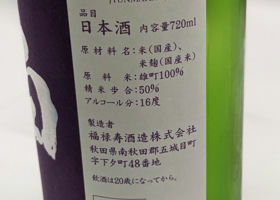 品目
日本酒 内容量720ml
原材料名:米(国産)、
米麹(国産米)
原料米:雄町100%
精米歩合:50%
アルコール分:16度
製造者
福禄寿酒造株式会社
秋田県南秋田郡五城目町
字下夕町48番地
飲酒は20歳になってから。